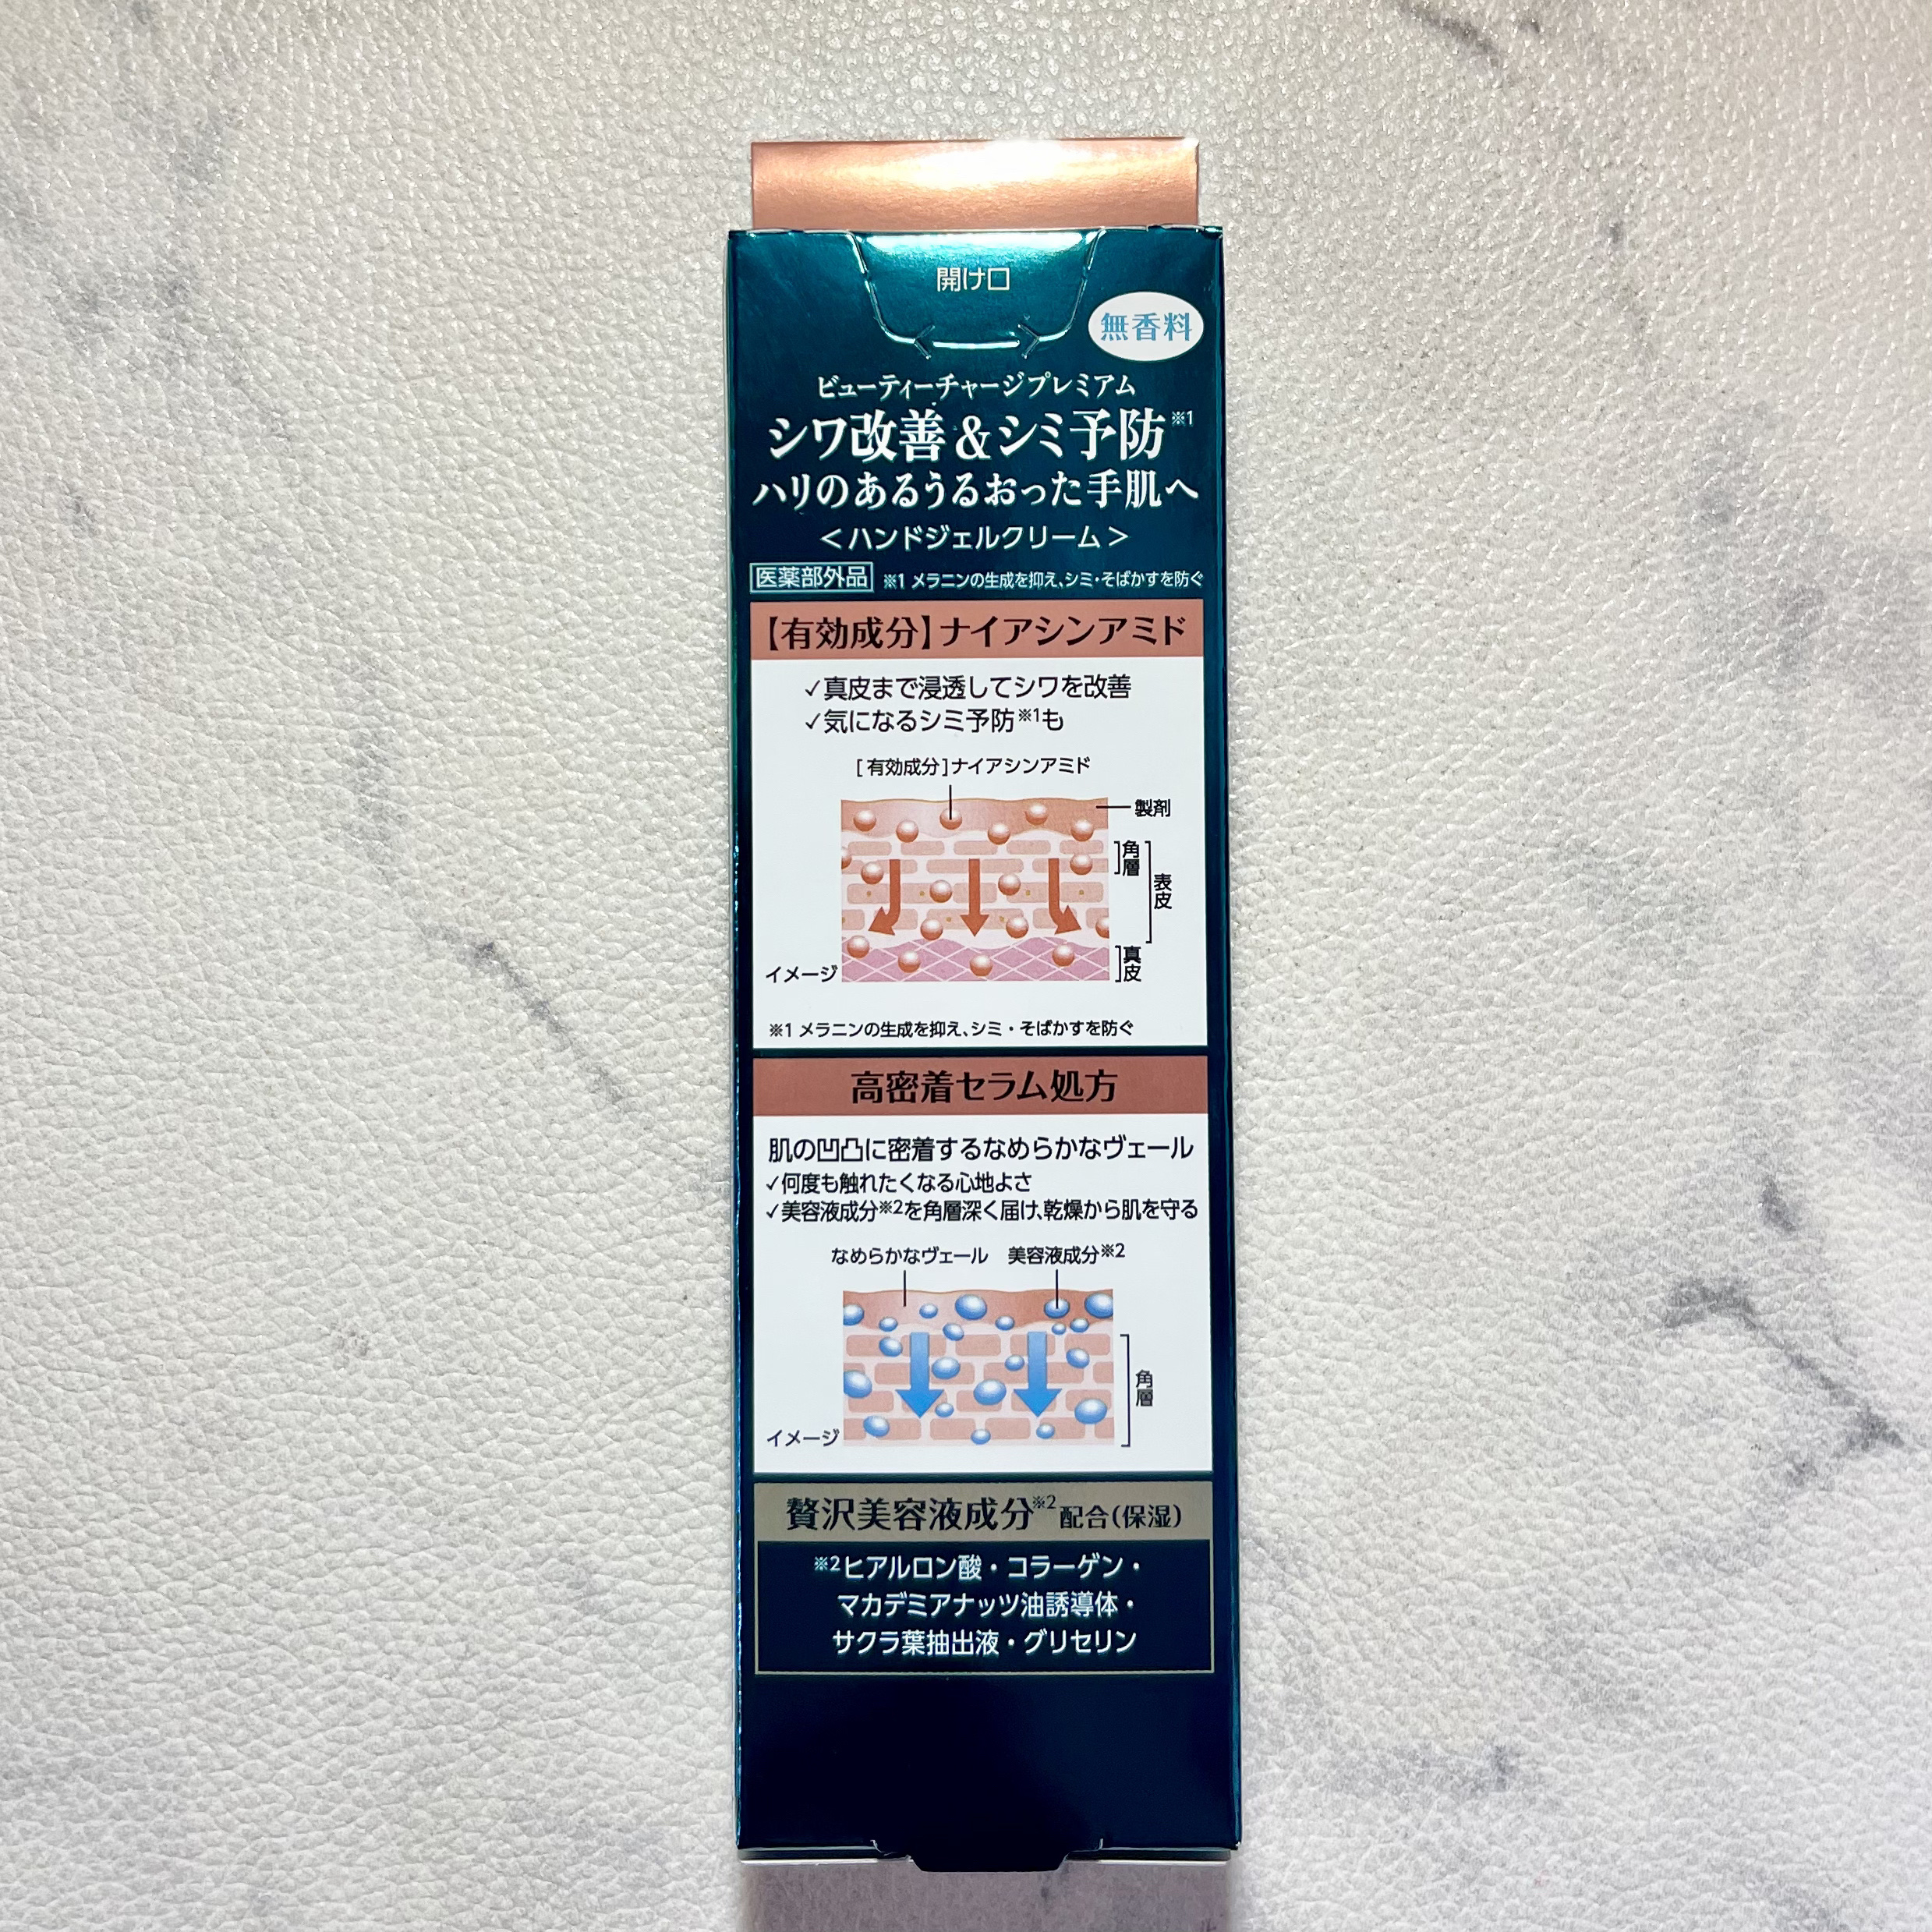 開け口
無香料
ビューティーチャージプレミアム
シワ改善&シミ予防※1
ハリのあるうるおった手肌へ
＜ハンドジェルクリーム＞
医薬部外品 ※1 メラニンの生成を抑え、シミ・そばかすを防ぐ
【有効成分】ナイアシンアミド
✓真皮まで浸透してシワを改善
✓気になるシミ予防※1も
[有効成分]ナイアシンアミド
製剤
角層
表皮
真皮
イメージ
※1 メラニンの生成を抑え、シミ・そばかすを防ぐ
高密着セラム処方
肌の凹凸に密着するなめらかなヴェール
✓何度も触れたくなる心地よさ
✓美容液成分※2を角層深く届け、乾燥から肌を守る
なめらかなヴェール 美容液成分※2
角層
イメージ
贅沢美容液成分※2配合(保湿)
※2ヒアルロン酸・コラーゲン・
マカデミアナッツ油誘導体・
サクラ葉抽出液・グリセリン